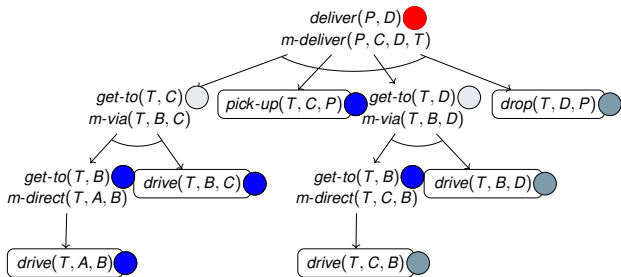 deliver(P, D)
m-deliver(P, C, D, T)
get-to(T, C)
m-via(T, B, C)
pick-up(T, C, P)
get-to(T, D)
m-via(T, B, D)
drop(T, D, P)
get-to(T, B)
m-direct(T, A, B)
drive(T, B, C)
get-to(T, B)
m-direct(T, C, B)
drive(T, B, D)
drive(T, A, B)
drive(T, C, B)